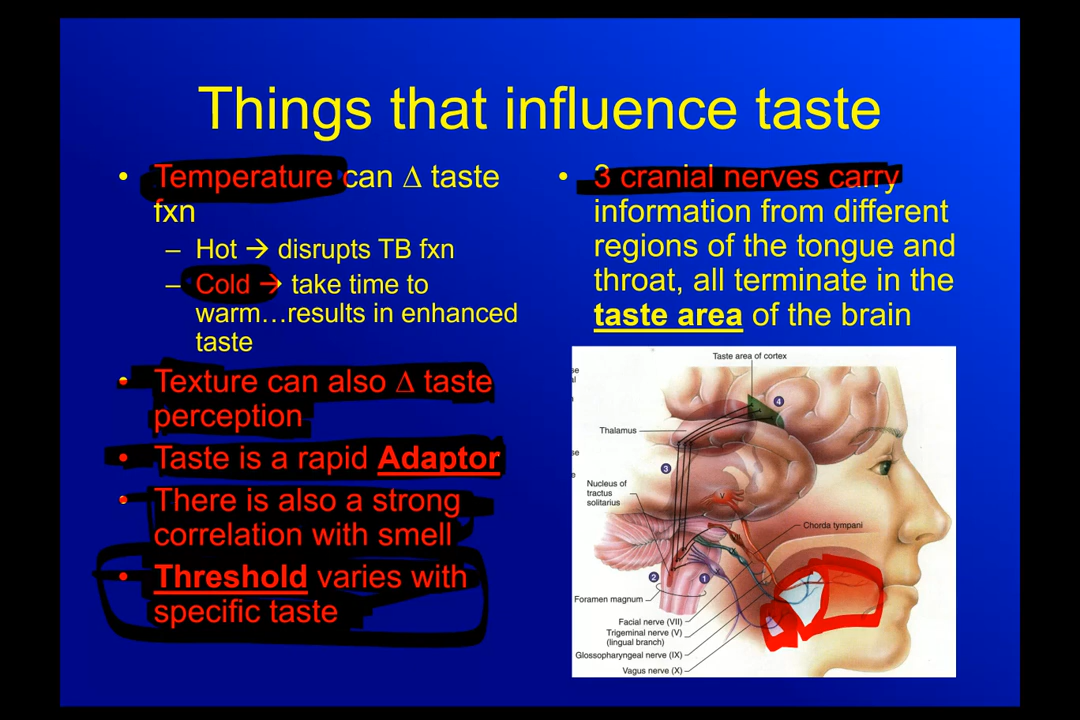 Things that influence taste
• Temperature can Δ taste
fxn
– Hot → disrupts TB fxn
– Cold → take time to
warm…results in enhanced
taste
• Texture can also Δ taste
perception
• Taste is a rapid Adaptor
• There is also a strong
correlation with smell
• Threshold varies with
specific taste
• 3 cranial nerves carry
information from different
regions of the tongue and
throat, all terminate in the
taste area of the brain
Taste area of cortex
se
al
4
Thalamus
se
3
e
Nucleus of
tractus
solitarius
V
Chorda tympani
2
1
Foramen magnum
Facial nerve (VII)
Trigeminal nerve (V)
(lingual branch)
Glossopharyngeal nerve (IX)
Vagus nerve (X)